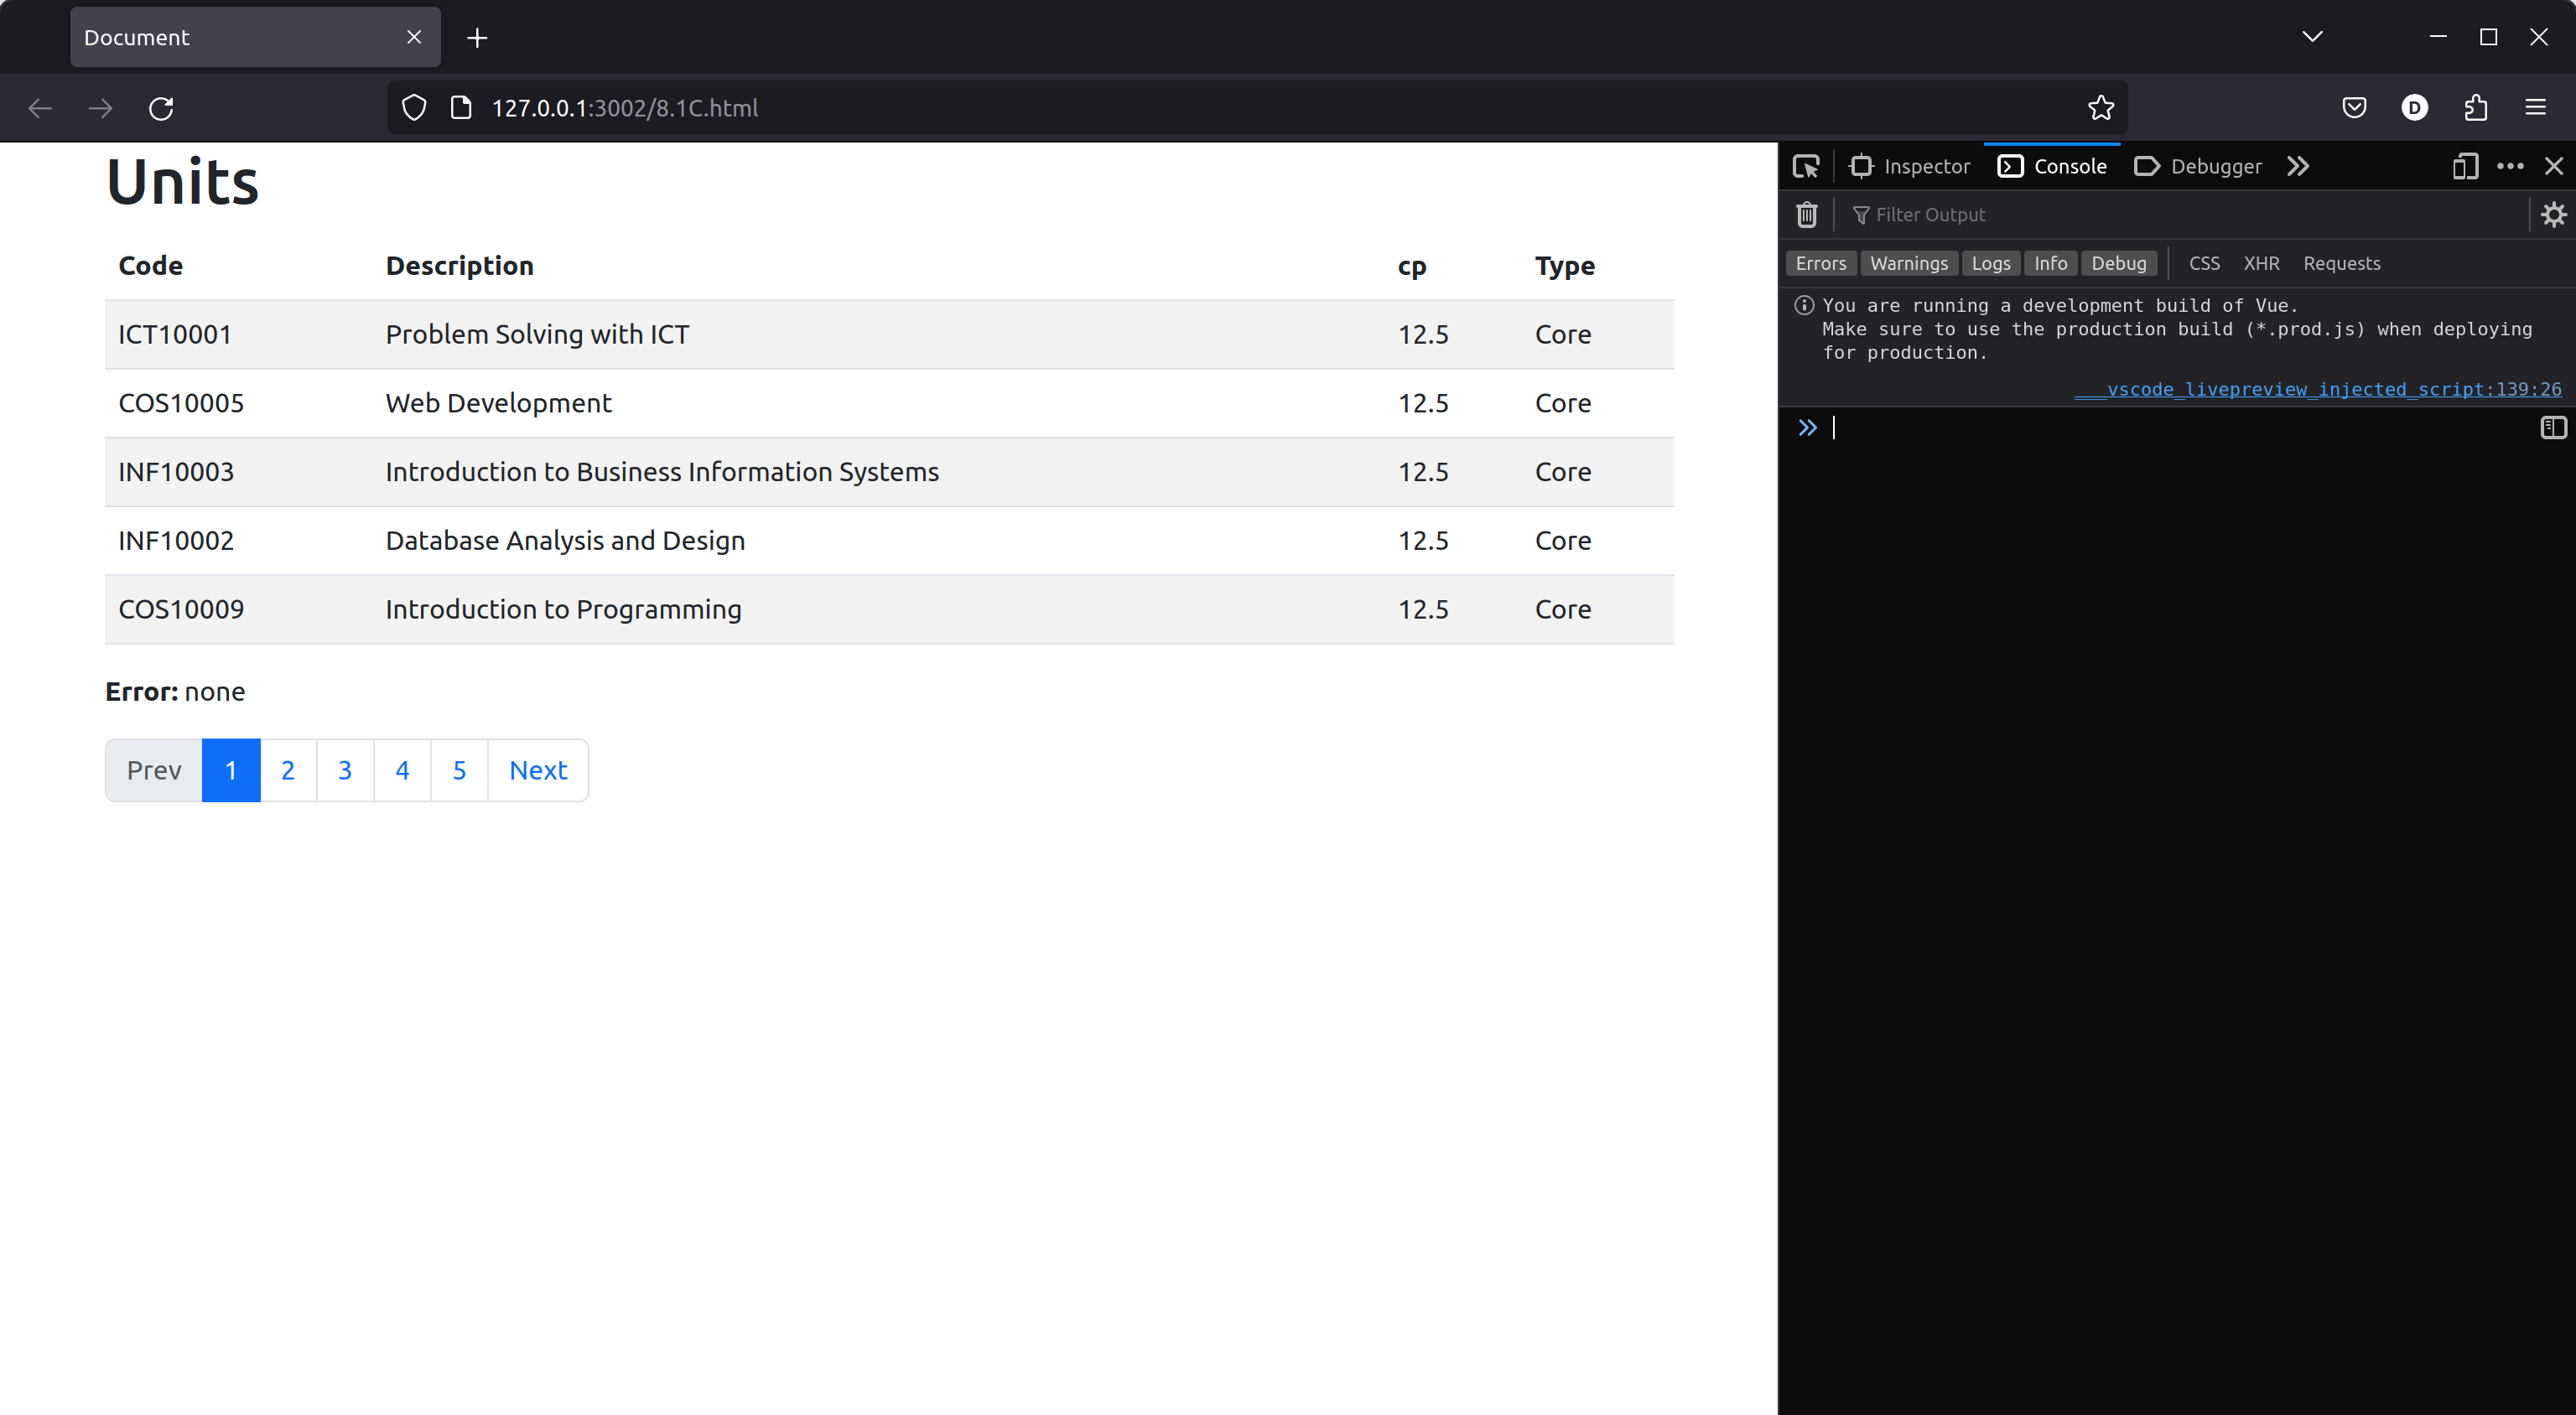 Document
127.0.0.1:3002/8.1C.html
D
Units
Code Description cp Type
ICT10001 Problem Solving with ICT 12.5 Core
COS10005 Web Development 12.5 Core
INF10003 Introduction to Business Information Systems 12.5 Core
INF10002 Database Analysis and Design 12.5 Core
COS10009 Introduction to Programming 12.5 Core
Error: none
Prev 1 2 3 4 5 Next
Inspector Console Debugger
Filter Output
Errors Warnings Logs Info Debug CSS XHR Requests
You are running a development build of Vue.
Make sure to use the production build (*.prod.js) when deploying
for production.
___vscode_livepreview_injected_script:139:26